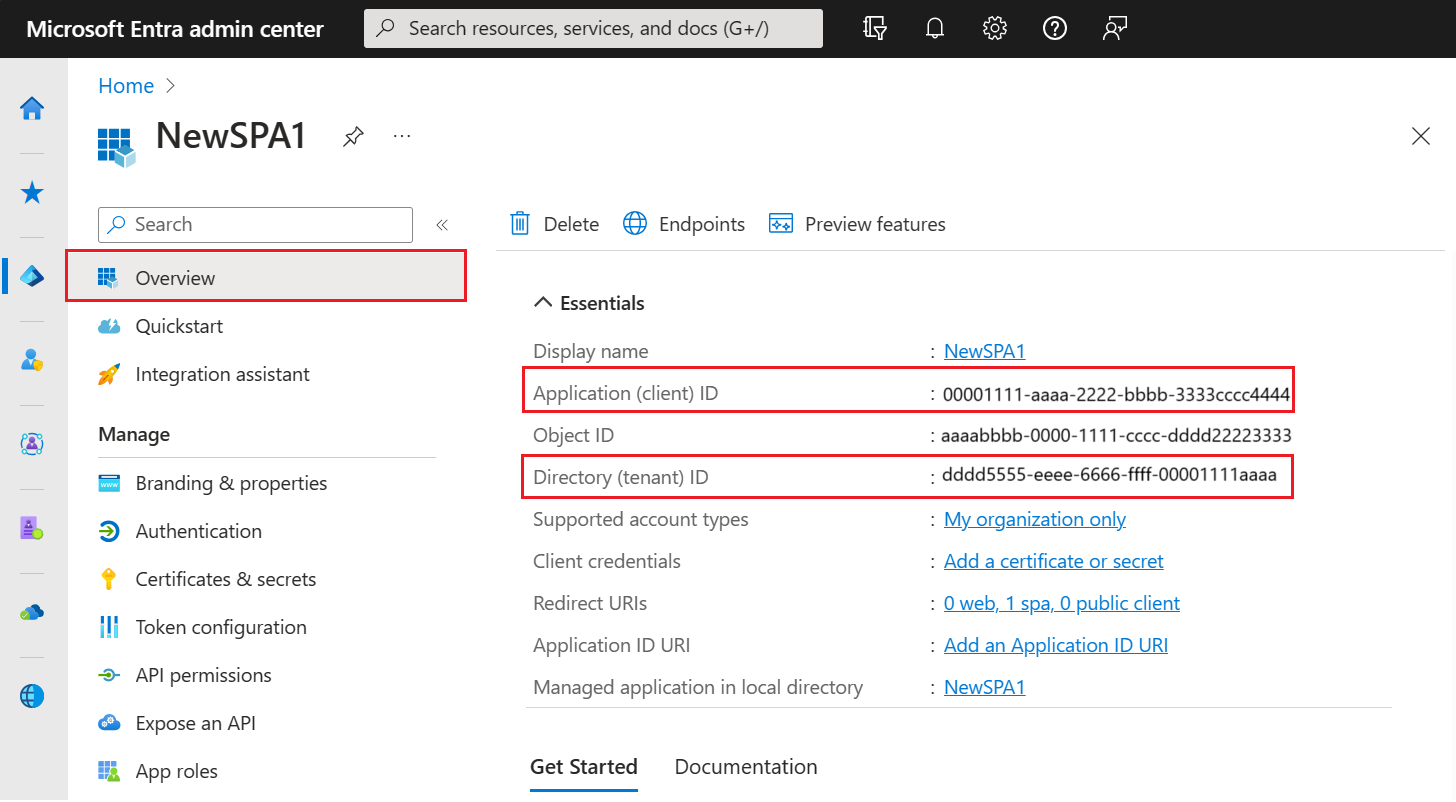 Microsoft Entra admin center
Search resources, services, and docs (G+/)
Home
NewSPA1
Search
Delete
Endpoints
Preview features
Overview
Quickstart
Integration assistant
Manage
Branding & properties
Authentication
Certificates & secrets
Token configuration
API permissions
Expose an API
App roles
Essentials
Display name : NewSPA1
Application (client) ID : 00001111-aaaa-2222-bbbb-3333cccc4444
Object ID : aaaabbbb-0000-1111-cccc-dddd22223333
Directory (tenant) ID : dddd5555-eeee-6666-ffff-00001111aaaa
Supported account types : My organization only
Client credentials : Add a certificate or secret
Redirect URIs : 0 web, 1 spa, 0 public client
Application ID URI : Add an Application ID URI
Managed application in local directory : NewSPA1
Get Started
Documentation